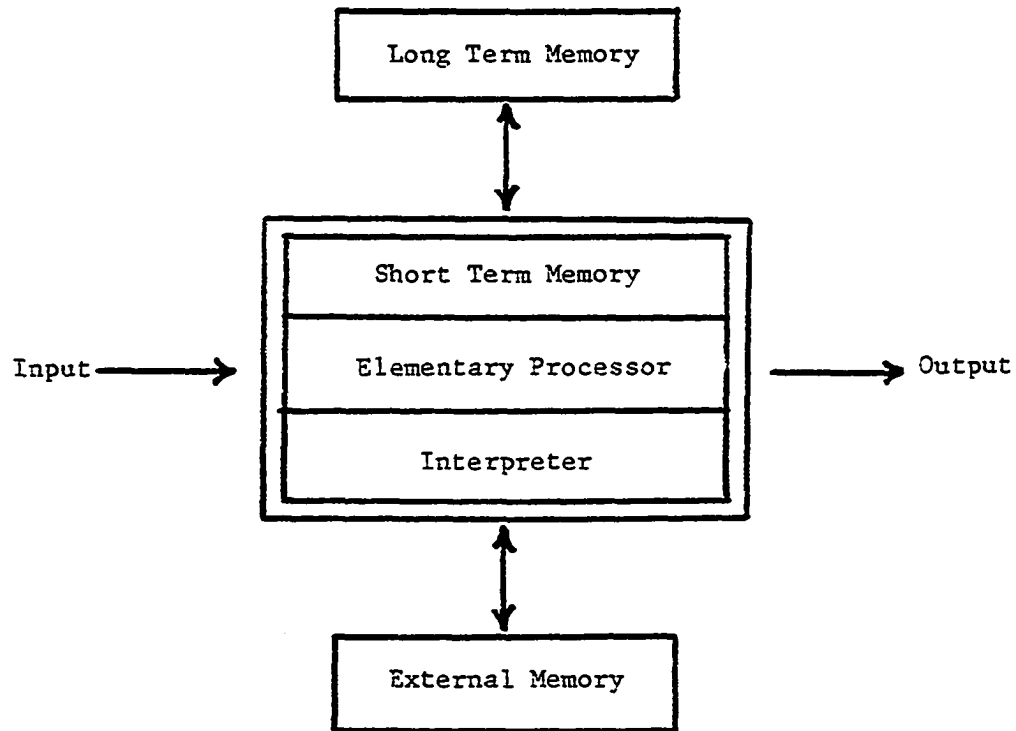 Long Term Memory
Short Term Memory
Input
Elementary Processor
Output
Interpreter
External Memory